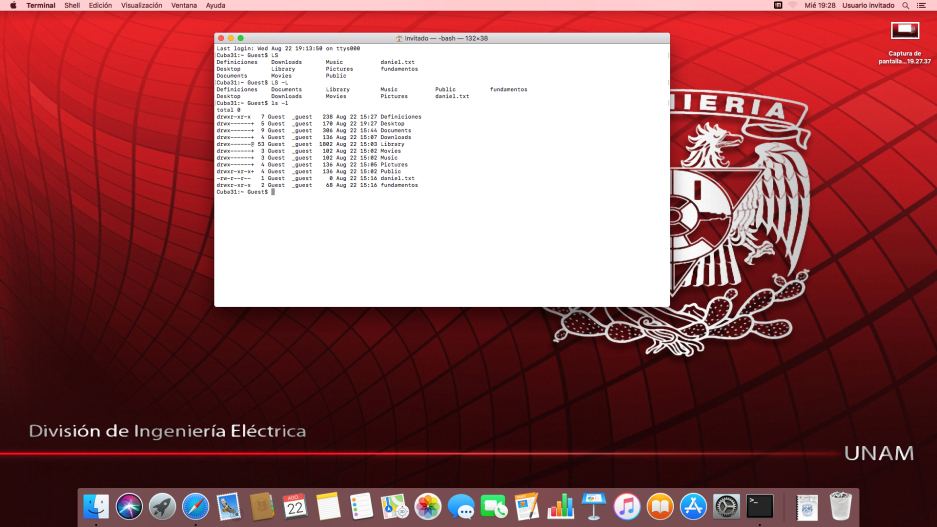 Terminal Shell Edición Visualización Ventana Ayuda
Mié 19:28 Usuario invitado
Captura de
pantalla...19.27.37
Invitado — -bash — 132×38
Last login: Wed Aug 22 19:13:50 on ttys000
Cuba31:~ Guest$ LS
Definiciones Downloads Music daniel.txt
Desktop Library Pictures fundamentos
Documents Movies Public
Cuba31:~ Guest$ LS -L
Definiciones Documents Library Music Public fundamentos
Desktop Downloads Movies Pictures daniel.txt
Cuba31:~ Guest$ ls -l
total 0
drwxr-xr-x 7 Guest _guest 238 Aug 22 15:27 Definiciones
drwx------+ 5 Guest _guest 170 Aug 22 19:27 Desktop
drwx------+ 9 Guest _guest 306 Aug 22 15:44 Documents
drwx------+ 4 Guest _guest 136 Aug 22 15:07 Downloads
drwx------@ 53 Guest _guest 1802 Aug 22 15:03 Library
drwx------+ 3 Guest _guest 102 Aug 22 15:02 Movies
drwx------+ 3 Guest _guest 102 Aug 22 15:02 Music
drwx------+ 4 Guest _guest 136 Aug 22 15:05 Pictures
drwxr-xr-x+ 4 Guest _guest 136 Aug 22 15:02 Public
-rw-r--r-- 1 Guest _guest 0 Aug 22 15:16 daniel.txt
drwxr-xr-x 2 Guest _guest 68 Aug 22 15:16 fundamentos
Cuba31:~ Guest$
NIERIA
División de Ingeniería Eléctrica
UNAM
AGO
22
>_